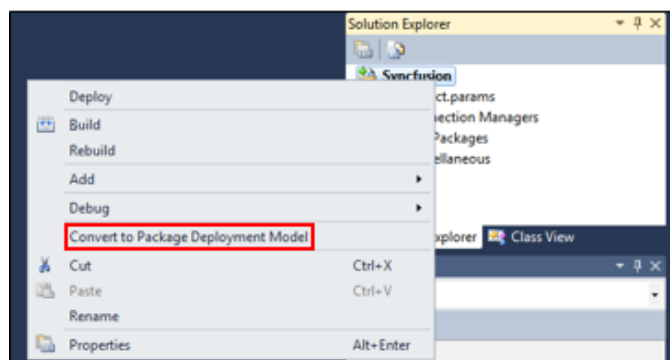 Solution Explorer
Syncfusion
Deploy
ct.params
Build
ection Managers
Rebuild
Packages
ellaneous
Add
Debug
Convert to Package Deployment Model
xplorer Class View
Cut Ctrl+X
Paste Ctrl+V
Rename
Properties Alt+Enter